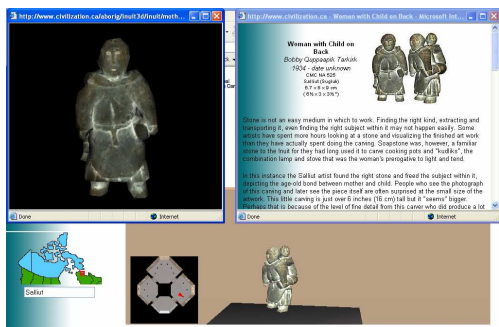 http://www.civilization.ca/aborig/inuit3d/inuit/moth...
http://www.civilization.ca - Woman with Child on Back - Microsoft Int...
Woman with Child on
Back
Bobby Quppaapik Tarkirk
1934 - date unknown
CMC NA 525
Salliut (Sugluk)
6.7 x 8 x 9 cm
Stone is not an easy medium in which to work. Finding the right kind, extracting and
transporting it, even finding the right subject within it may not happen easily. Some
artists have spent more hours looking at a stone and visualizing the finished art work
than they have actually spent doing the carving. Soapstone was, however, a familiar
stone to the Inuit for they had long used it to cane cooking pots and "kudliks", the
combination lamp and stove that was the woman's perogative to light and tend.
In this instance the Salliut artist found the right stone and freed the subject within it,
depicting the age-old bond between mother and child. People who see the photograph
of this carving and later see the piece itself are often surprised at the small size of the
artwork. This little carving is just over 6 inches (16 cm) tall but it "seems" bigger.
Perhaps that is because of the level of fine detail from this carver who did produce a lot
Done
Internet
Done
Internet
Salliut